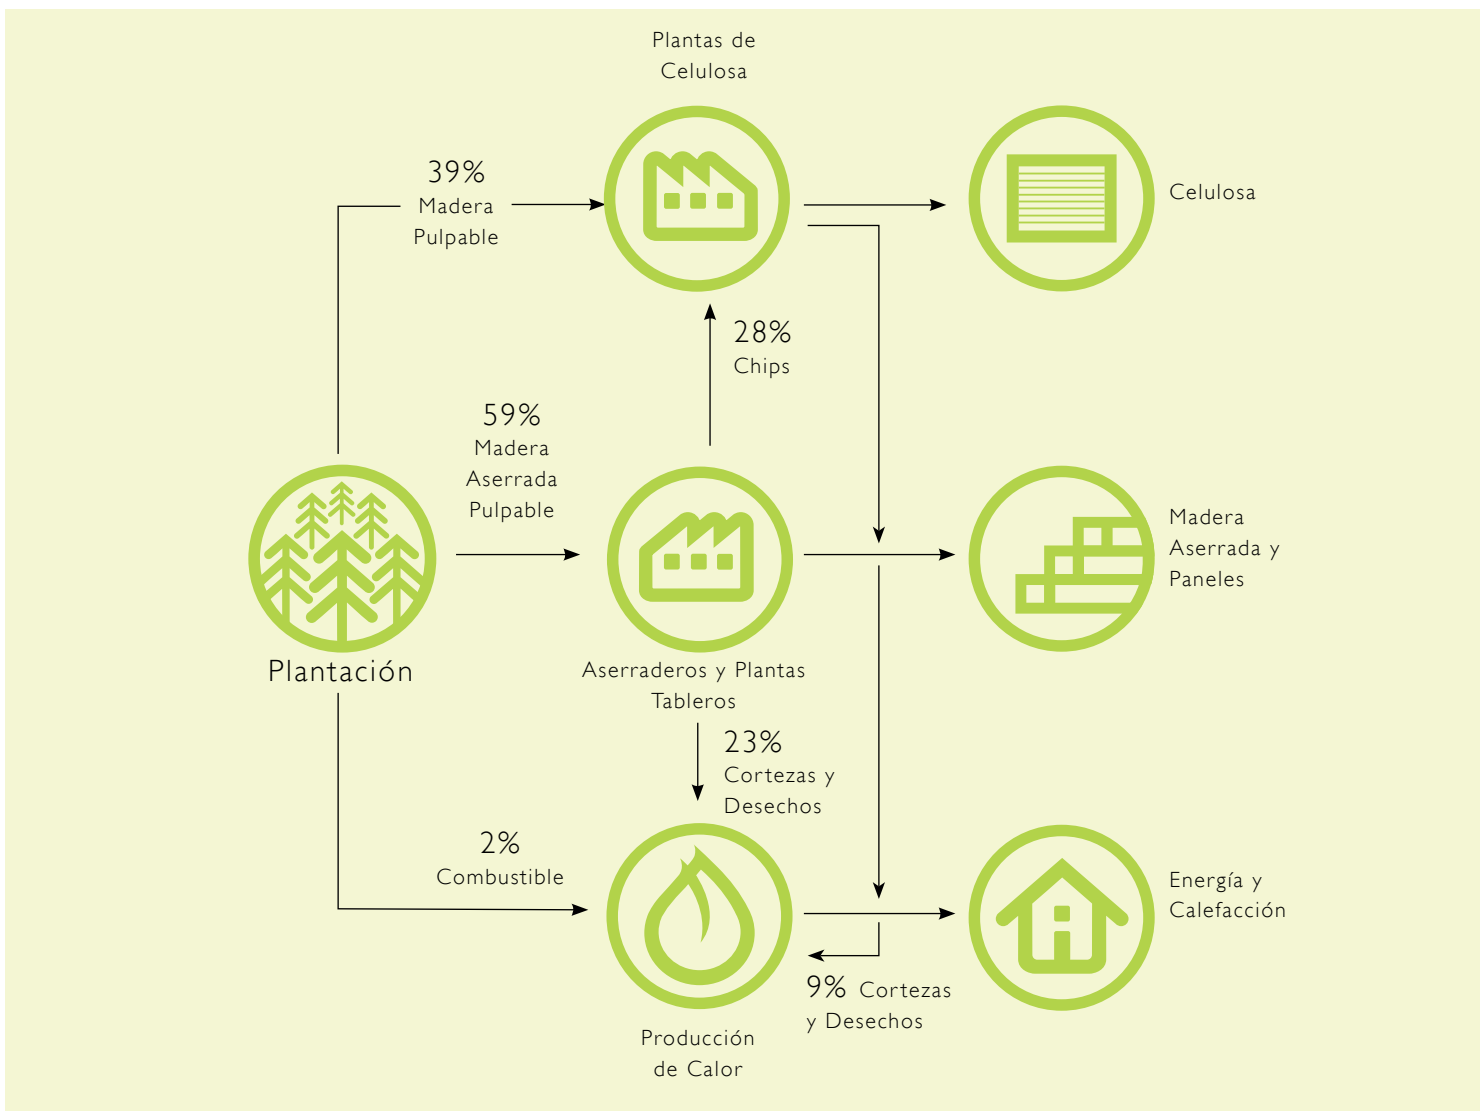 Plantas de
Celulosa
39%
Madera
Pulpable
Celulosa
28%
Chips
59%
Madera
Aserrada
Pulpable
Madera
Aserrada y
Paneles
Plantación
Aserraderos y Plantas
Tableros
23%
Cortezas y
Desechos
2%
Combustible
Energía y
Calefacción
9% Cortezas
y Desechos
Producción
de Calor